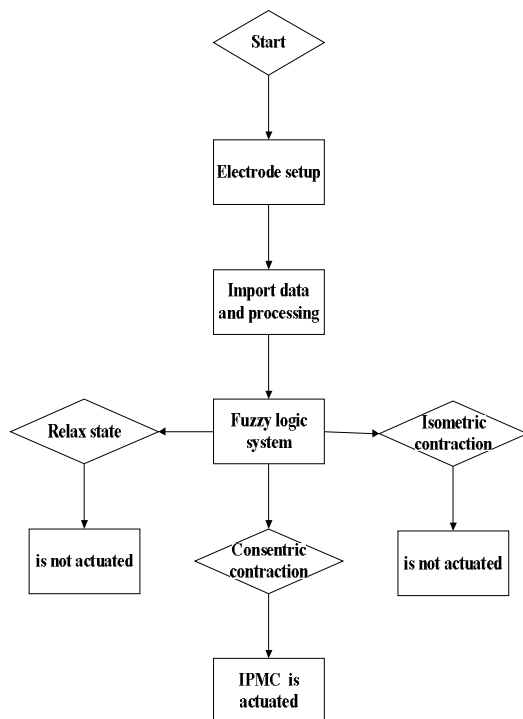 Start
Electrode setup
Import data
and processing
Fuzzy logic
system
Relax state
Isometric
contraction
is not actuated
Consentric
contraction
is not actuated
IPMC is
actuated